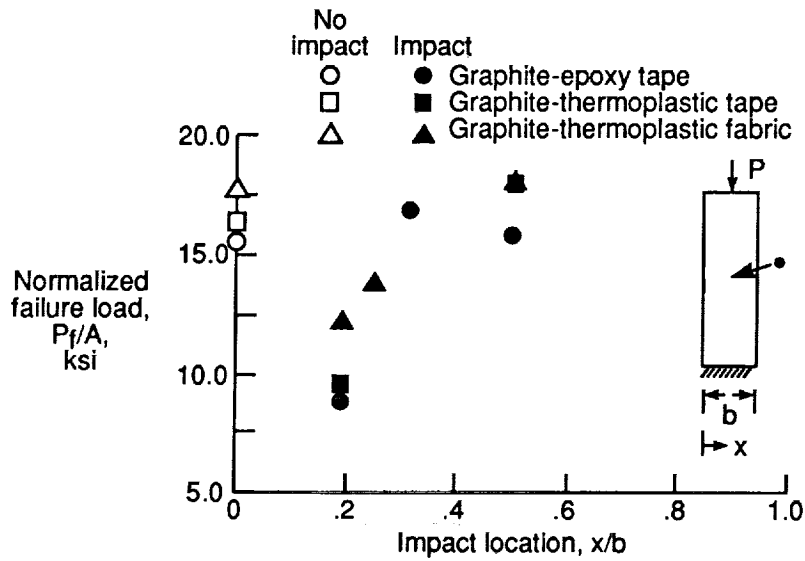 No
impact
Impact
Graphite-epoxy tape
Graphite-thermoplastic tape
Graphite-thermoplastic fabric
20.0
15.0
10.0
5.0
Normalized
failure load,
Pf/A,
ksi
0
.2
.4
.6
.8
1.0
Impact location, x/b
P
b
x